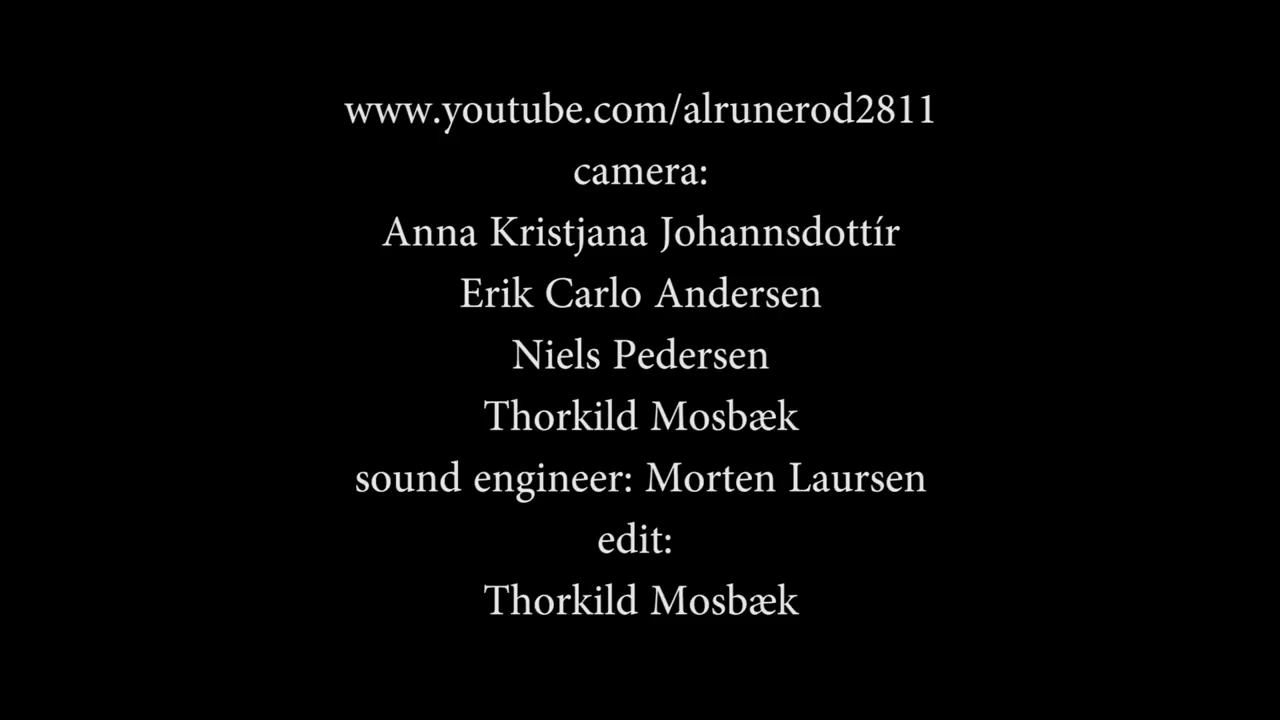 www.youtube.com/alrunerod2811
camera:
Anna Kristjana Johannsdottír
Erik Carlo Andersen
Niels Pedersen
Thorkild Mosbæk
sound engineer: Morten Laursen
edit:
Thorkild Mosbæk